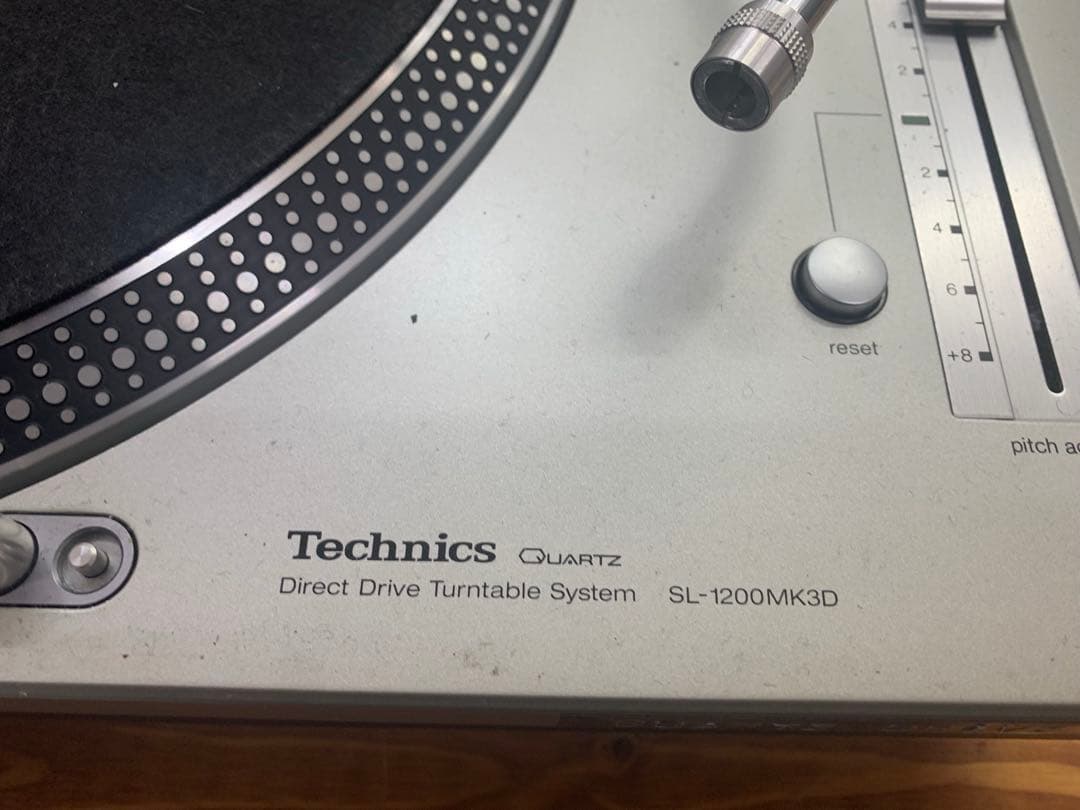 4
2
2
4
6
+8
reset
pitch a
Technics QUARTZ
Direct Drive Turntable System SL-1200MK3D